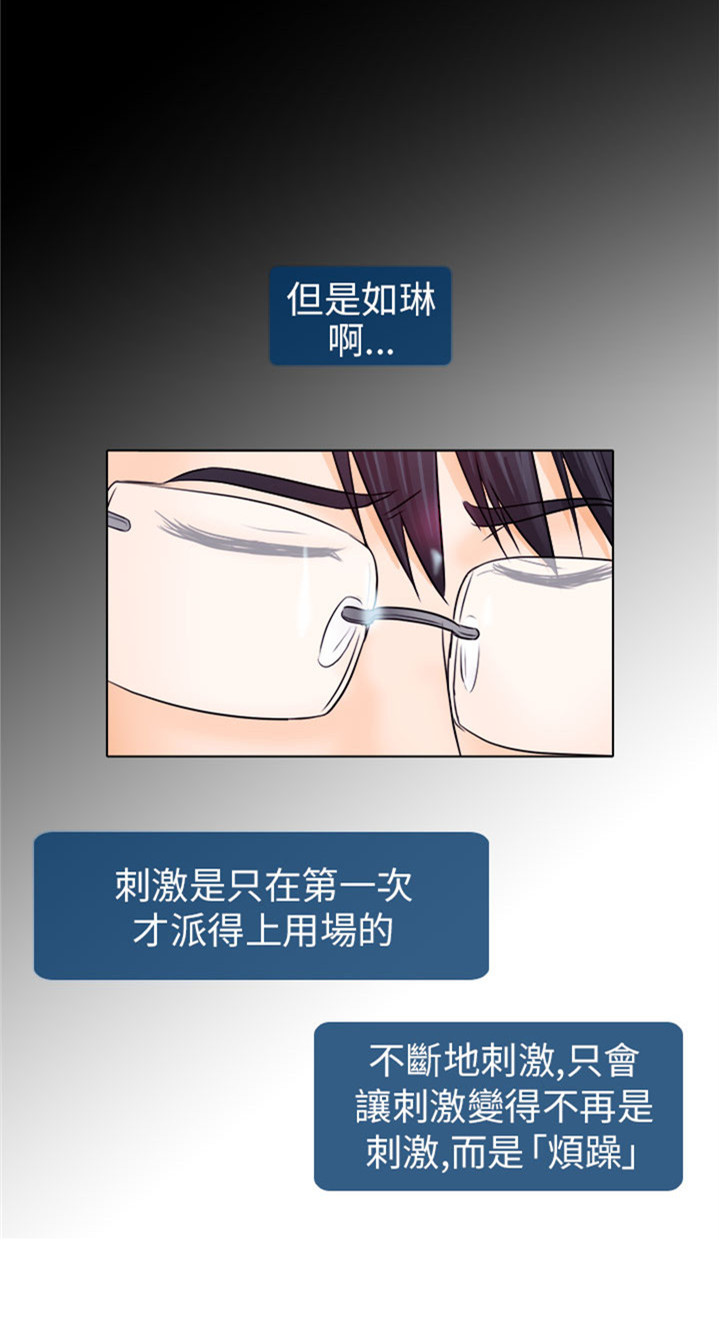 但是如琳
啊...
刺激是只在第一次
才派得上用場的
不斷地刺激,只會
讓刺激變得不再是
刺激,而是「煩躁」